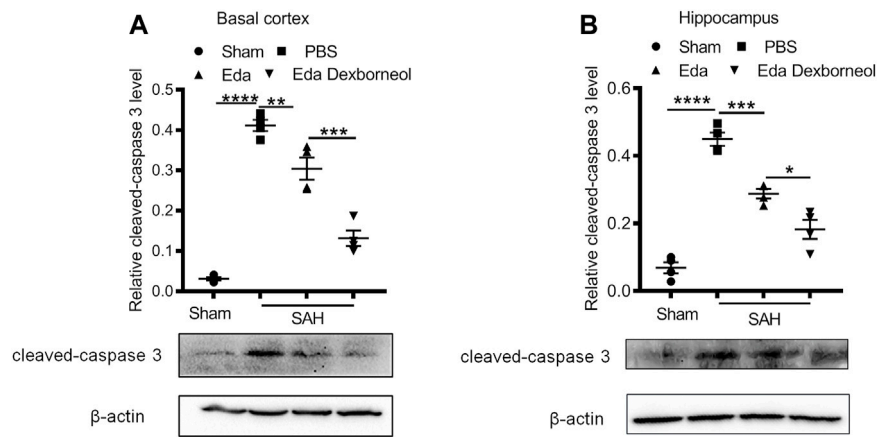 A
Basal cortex
● Sham ■ PBS
▲ Eda ▼ Eda Dexborneol
Relative cleaved-caspase 3 level
0.5
0.4
0.3
0.2
0.1
0.0
**** **
***
Sham
SAH
cleaved-caspase 3
β-actin
B
Hippocampus
● Sham ■ PBS
▲ Eda ▼ Eda Dexborneol
Relative cleaved-caspase 3 level
0.6
0.4
0.2
0.0
**** ***
*
Sham
SAH
cleaved-caspase 3
β-actin